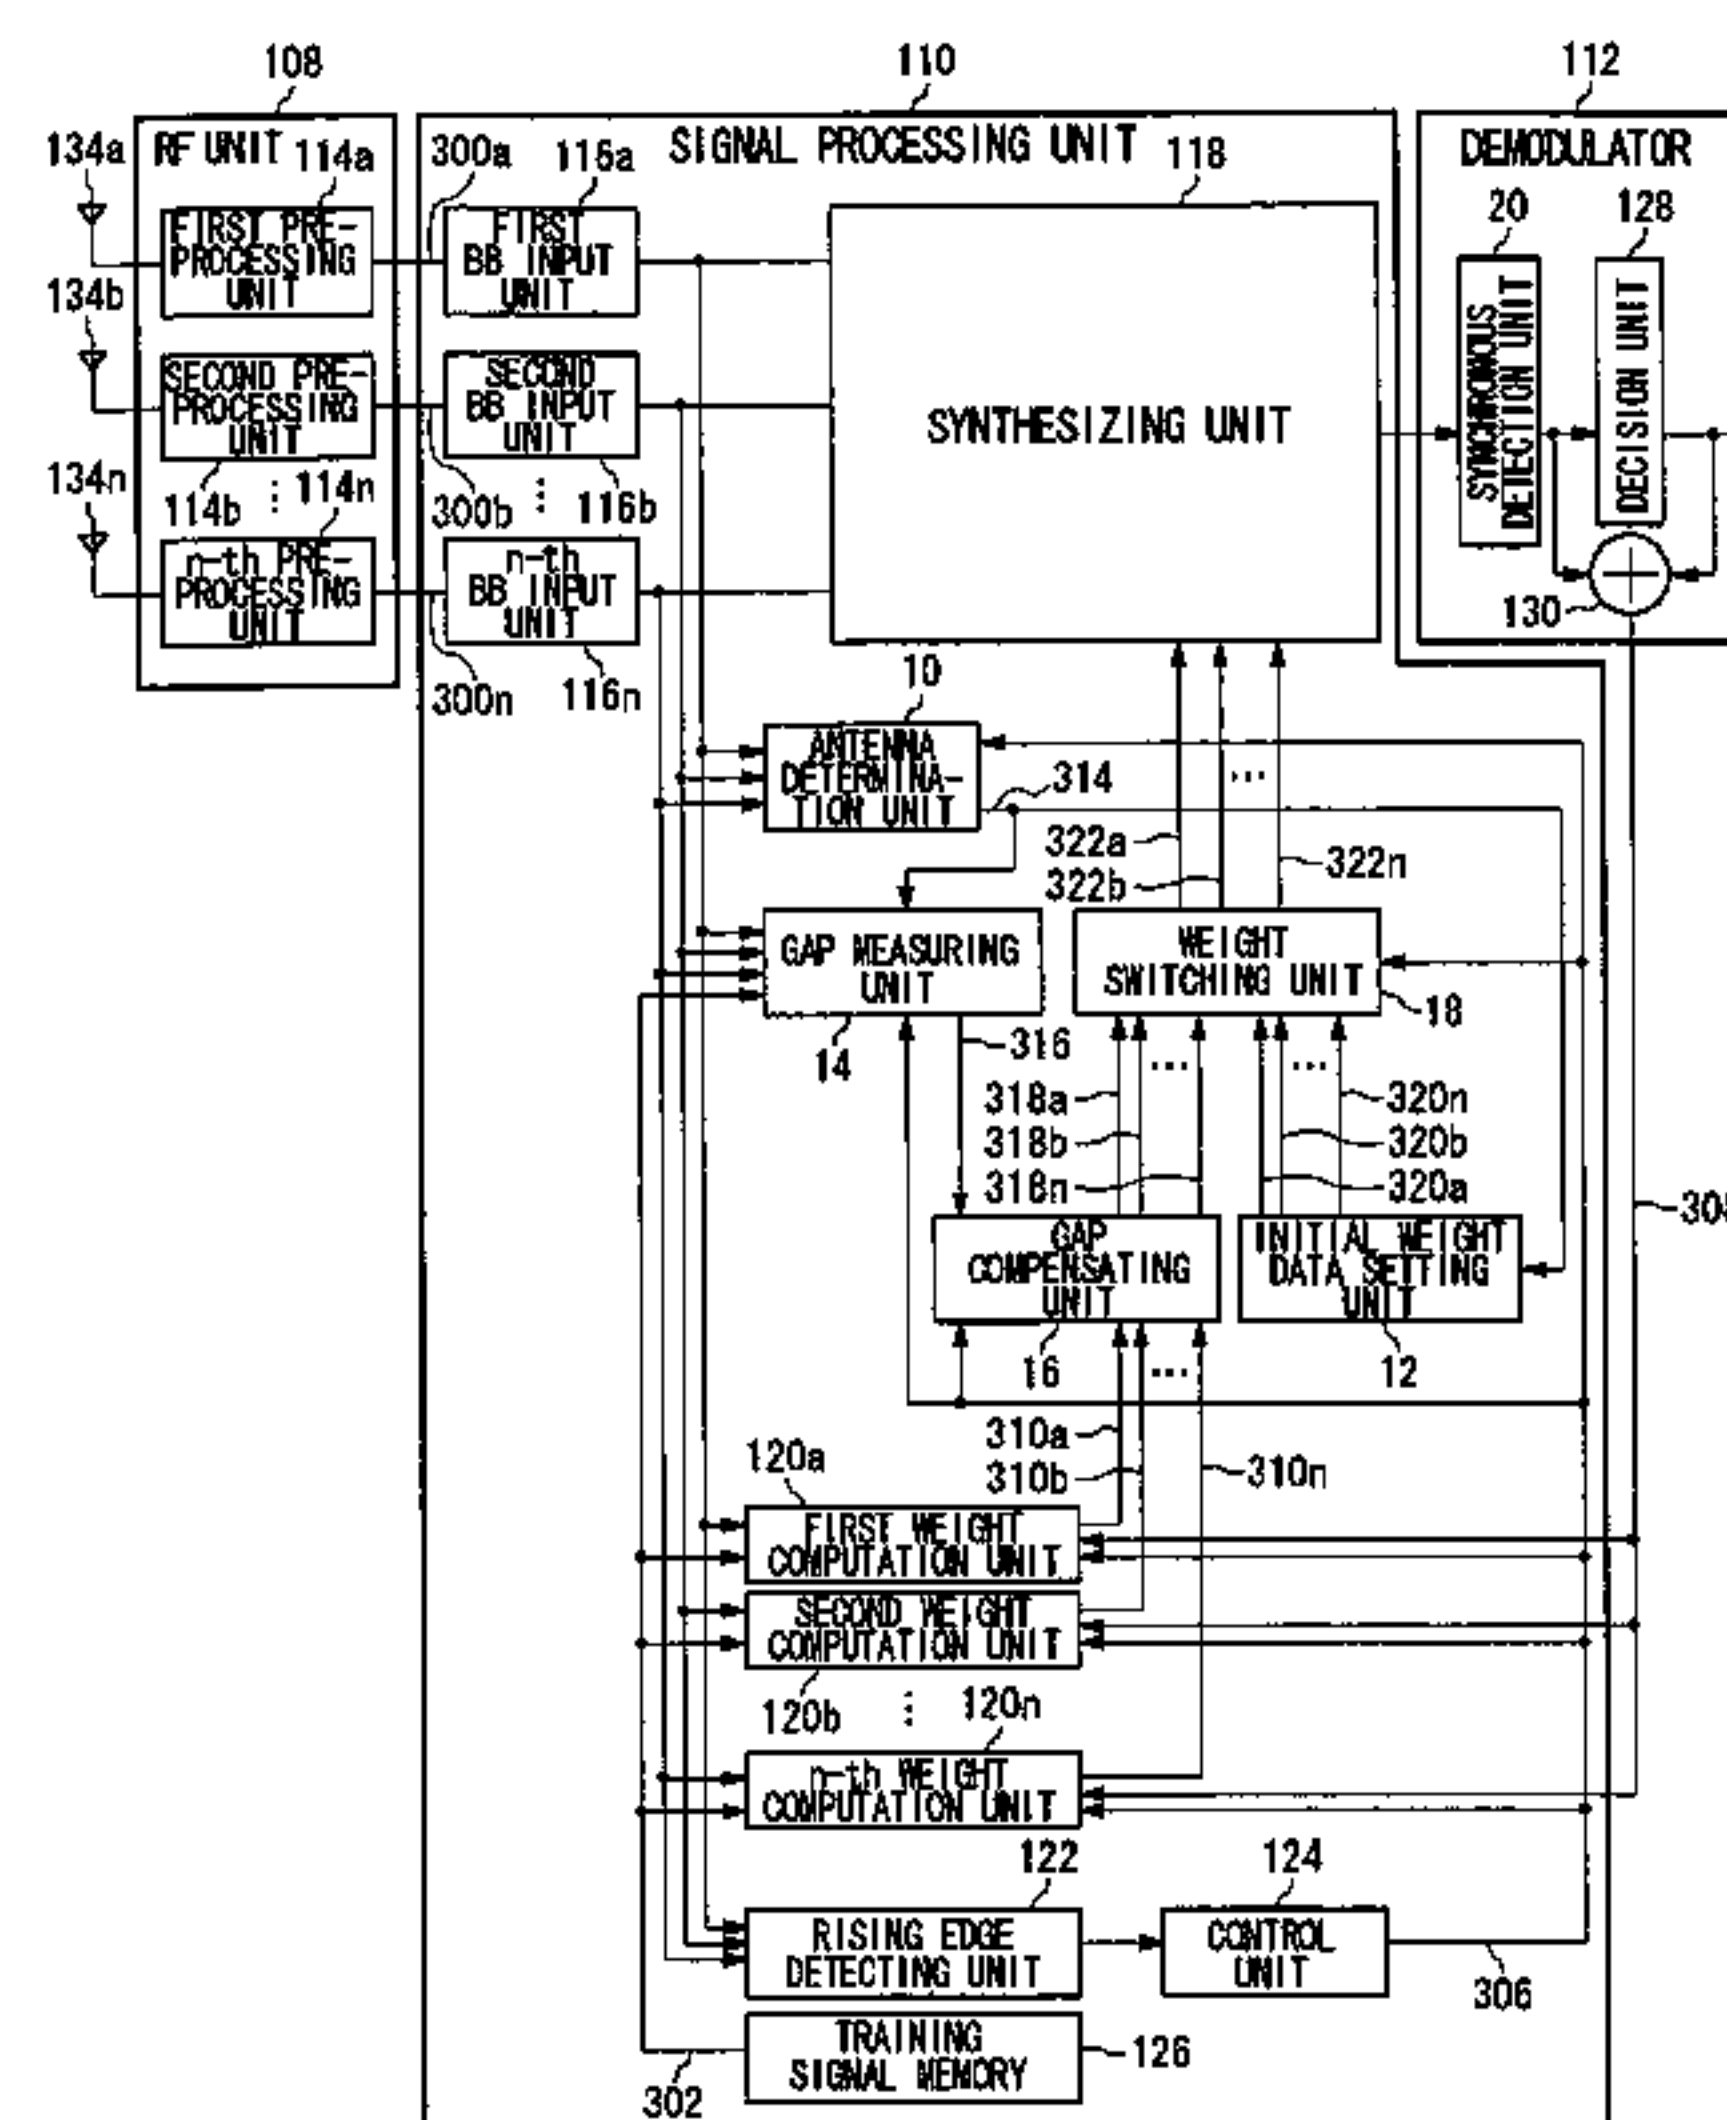 108
110
112
134a
RF UNIT
114a
300a
116a
SIGNAL PROCESSING UNIT
118
DEMODULATOR
20
128
FIRST PRE-
PROCESSING
UNIT
FIRST
BB INPUT
UNIT
134b
SECOND PRE-
PROCESSING
UNIT
SECOND
BB INPUT
UNIT
SYNTHESIZING UNIT
SYNCHRONOUS
DETECTION UNIT
DECISION UNIT
134n
114b
114n
300b
116b
n-th PRE-
PROCESSING
UNIT
n-th
BB INPUT
UNIT
130
300n
116n
10
ANTENNA
DETERMINA-
TION UNIT
314
322a
322b
322n
GAP MEASURING
UNIT
WEIGHT
SWITCHING UNIT
18
14
316
318a
318b
318n
320n
320b
320a
GAP
COMPENSATING
UNIT
INITIAL WEIGHT
DATA SETTING
UNIT
16
12
310a
310b
310n
120a
FIRST WEIGHT
COMPUTATION UNIT
SECOND WEIGHT
COMPUTATION UNIT
120b
120n
n-th WEIGHT
COMPUTATION UNIT
122
124
RISING EDGE
DETECTING UNIT
CONTROL
UNIT
306
TRAINING
SIGNAL MEMORY
126
302